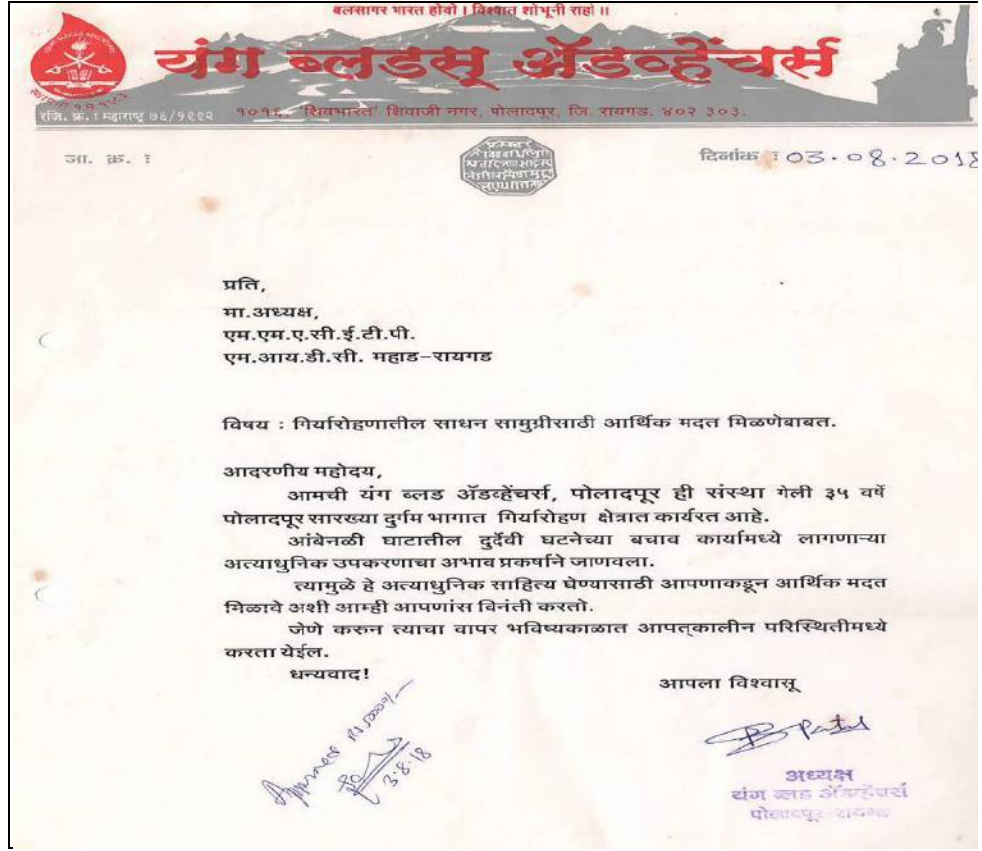 बलसागर भारत होवो । विश्वात शोभूनी राहो ॥
यंग ब्लडस् ॲडव्हेंचर्स
रजि. क्र. । महाराष्ट्र ७६/१९९२
१०१६, 'शिवभारत' शिवाजी नगर, पोलादपूर, जि. रायगड. ४०२ ३०३.
जा. क्र. :
दिनांक : 03.08.2018
प्रति,
मा.अध्यक्ष,
एम.एम.ए.सी.ई.टी.पी.
एम.आय.डी.सी. महाड–रायगड
विषय : गिर्यारोहणातील साधन सामुग्रीसाठी आर्थिक मदत मिळणेबाबत.
आदरणीय महोदय,
आमची यंग ब्लड ॲडव्हेंचर्स, पोलादपूर ही संस्था गेली ३५ वर्षे
पोलादपूर सारख्या दुर्गम भागात गिर्यारोहण क्षेत्रात कार्यरत आहे.
आंबेनळी घाटातील दुर्देवी घटनेच्या बचाव कार्यामध्ये लागणाऱ्या
अत्याधुनिक उपकरणाचा अभाव प्रकर्षाने जाणवला.
त्यामुळे हे अत्याधुनिक साहित्य घेण्यासाठी आपणाकडून आर्थिक मदत
मिळावे अशी आम्ही आपणांस विनंती करतो.
जेणे करुन त्याचा वापर भविष्यकाळात आपत्कालीन परिस्थितीमध्ये
करता येईल.
धन्यवाद!
आपला विश्वासू
3.8.18
अध्यक्ष
यंग ब्लड ॲडव्हेंचर्स
पोलादपूर-रायगड